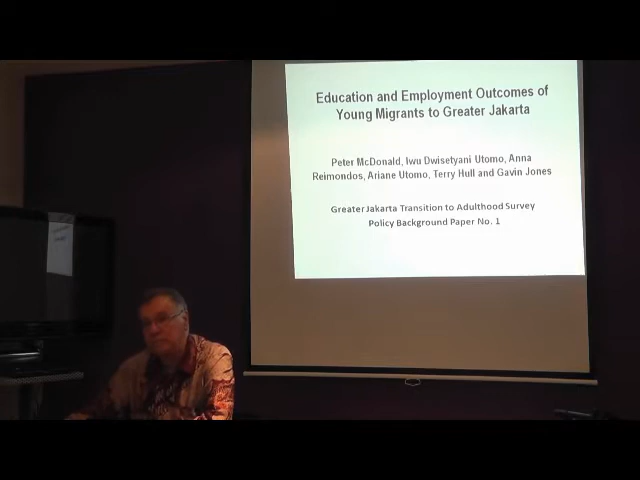 Education and Employment Outcomes of
Young Migrants to Greater Jakarta
Peter McDonald, Iwu Dwisetyani Utomo, Anna
Reimondos, Ariane Utomo, Terry Hull and Gavin Jones
Greater Jakarta Transition to Adulthood Survey
Policy Background Paper No. 1